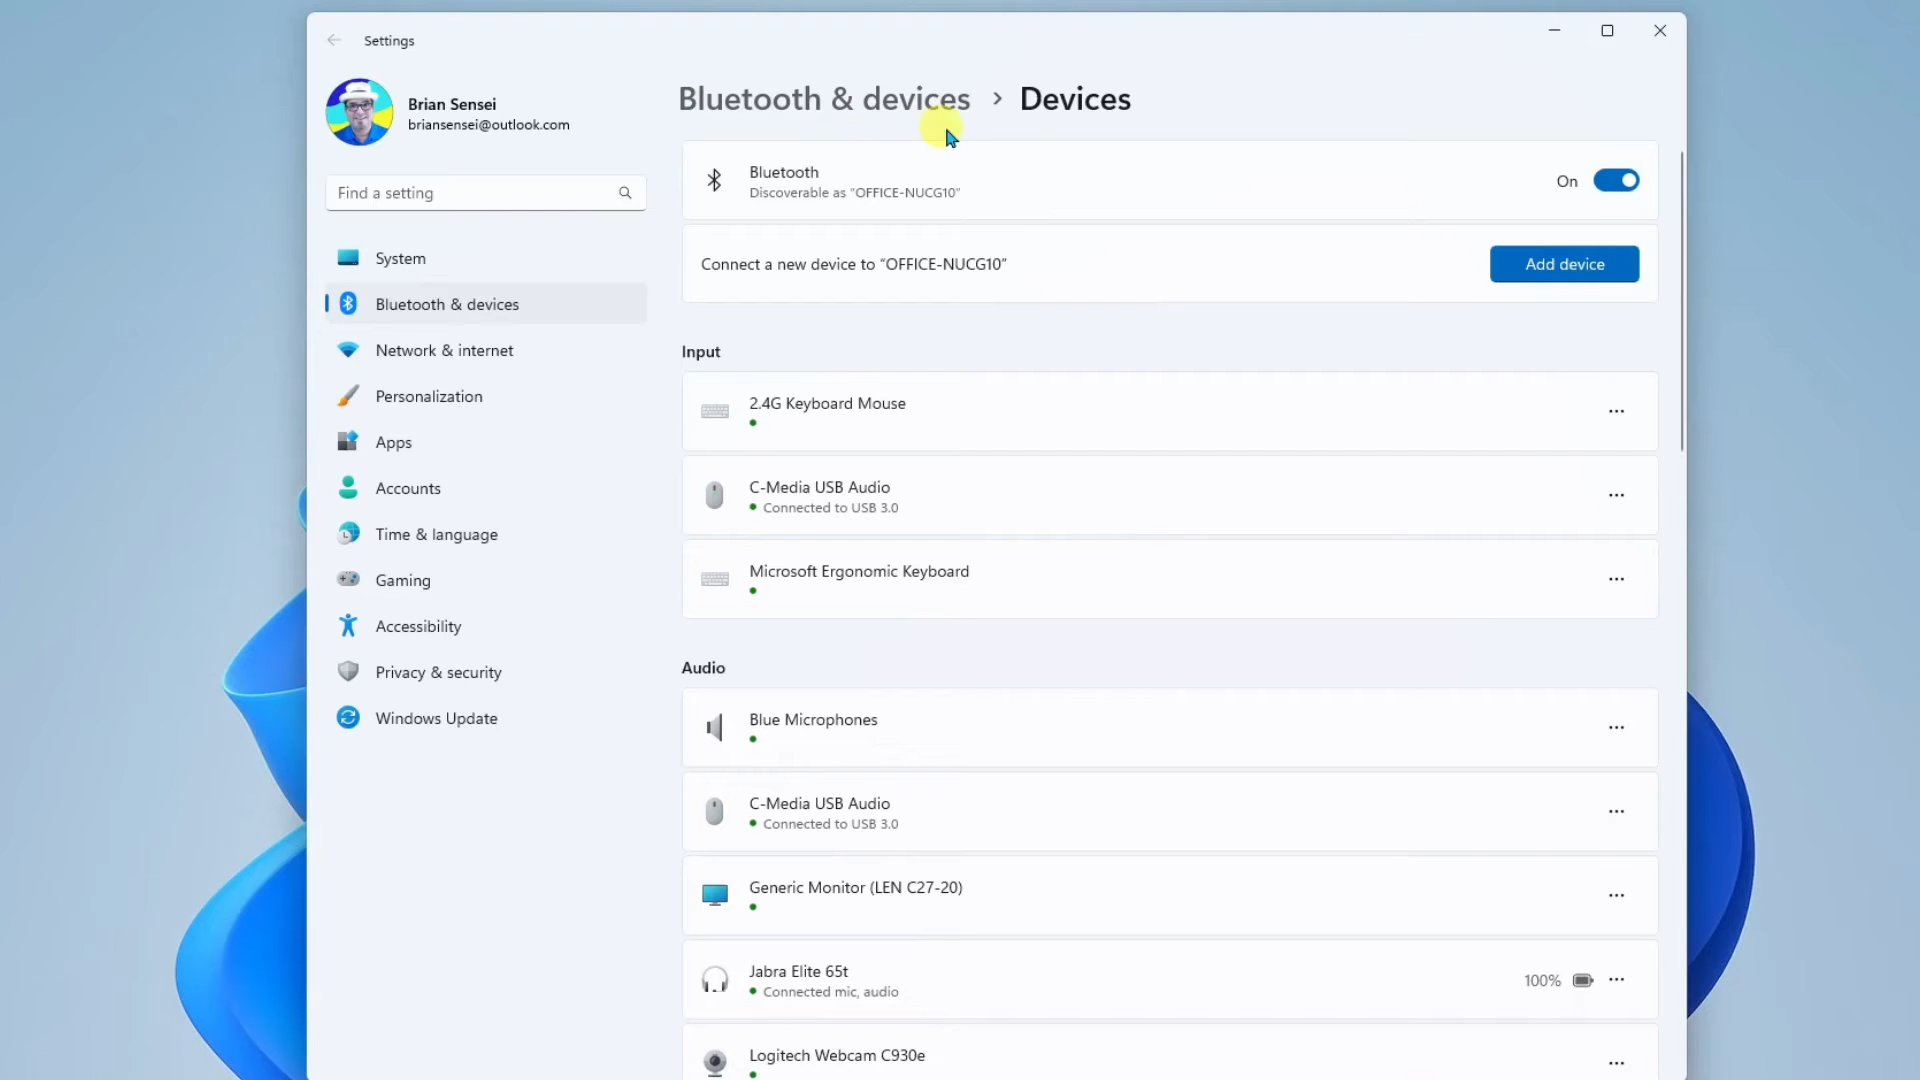 Settings
Brian Sensei
briansensei@outlook.com
Find a setting
System
Bluetooth & devices
Network & internet
Personalization
Apps
Accounts
Time & language
Gaming
Accessibility
Privacy & security
Windows Update
Bluetooth & devices › Devices
Bluetooth
Discoverable as “OFFICE-NUCG10”
On
Connect a new device to “OFFICE-NUCG10”
Add device
Input
2.4G Keyboard Mouse
C-Media USB Audio
Connected to USB 3.0
Microsoft Ergonomic Keyboard
Audio
Blue Microphones
C-Media USB Audio
Connected to USB 3.0
Generic Monitor (LEN C27-20)
Jabra Elite 65t
Connected mic, audio
100%
Logitech Webcam C930e